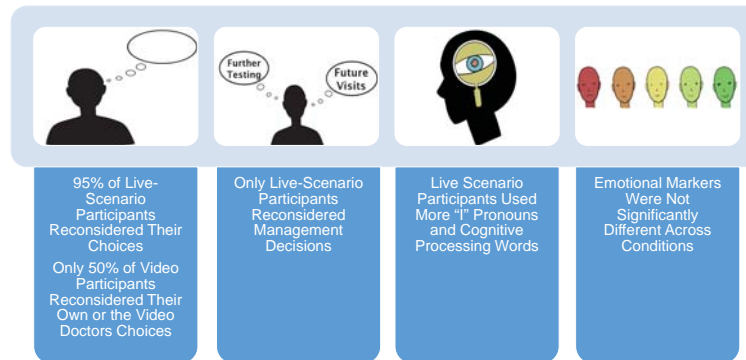 Further
Testing
Future
Visits
95% of Live-
Scenario
Participants
Reconsidered Their
Choices
Only 50% of Video
Participants
Reconsidered Their
Own or the Video
Doctors Choices
Only Live-Scenario
Participants
Reconsidered
Management
Decisions
Live Scenario
Participants Used
More “I” Pronouns
and Cognitive
Processing Words
Emotional Markers
Were Not
Significantly
Different Across
Conditions